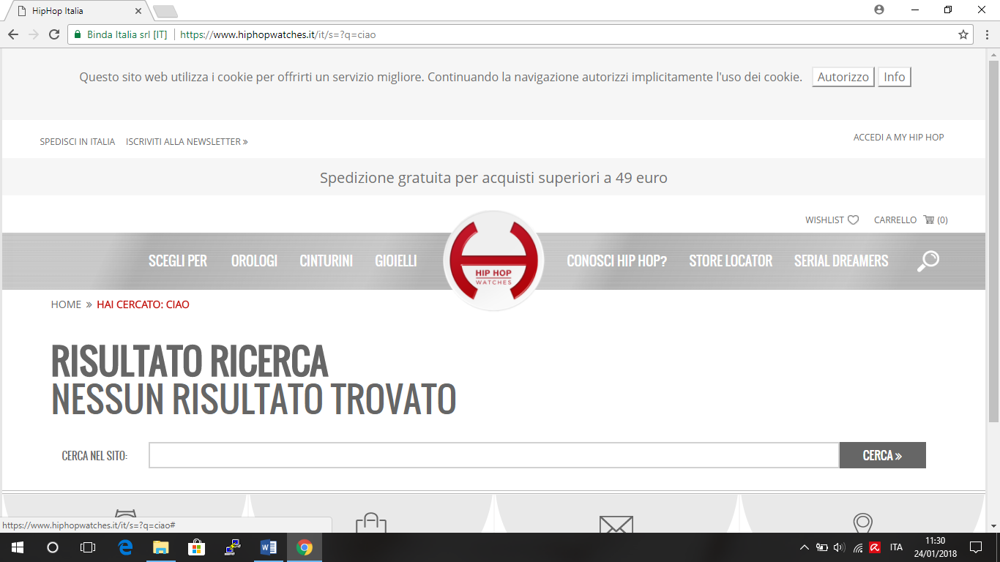 HipHop Italia
Binda Italia srl [IT] https://www.hiphopwatches.it/it/s=?q=ciao
Questo sito web utilizza i cookie per offrirti un servizio migliore. Continuando la navigazione autorizzi implicitamente l'uso dei cookie. Autorizzo Info
SPEDISCI IN ITALIA ISCRIVITI ALLA NEWSLETTER » ACCEDI A MY HIP HOP
Spedizione gratuita per acquisti superiori a 49 euro
WISHLIST CARRELLO (0)
SCEGLI PER OROLOGI CINTURINI GIOIELLI CONOSCI HIP HOP? STORE LOCATOR SERIAL DREAMERS
HIP HOP
WATCHES
HOME » HAI CERCATO: CIAO
RISULTATO RICERCA
NESSUN RISULTATO TROVATO
CERCA NEL SITO: CERCA »
https://www.hiphopwatches.it/it/s=?q=ciao#
ITA 11:30
24/01/2018